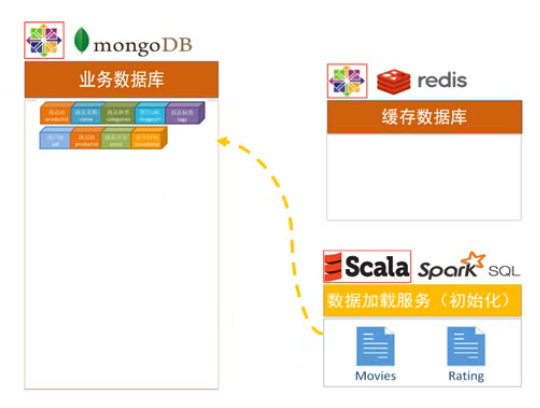 mongoDB
业务数据库
商品ID
productId
商品名称
name
商品种类
categories
图片URL
imageUrl
商品标签
tags
用户ID
uid
商品ID
productId
商品评分
score
评分时间
timestamp
redis
缓存数据库
Scala
Spark SQL
数据加载服务（初始化）
Movies
Rating